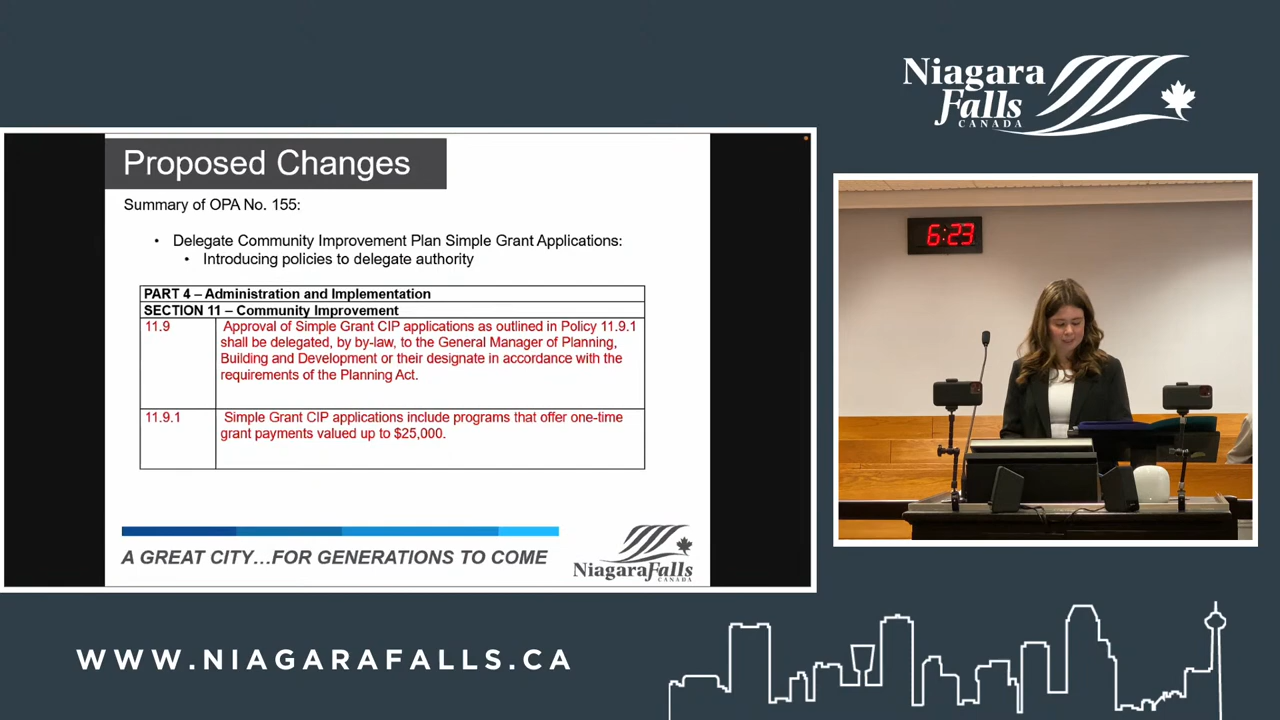 Niagara
Falls
CANADA
Proposed Changes
Summary of OPA No. 155:
• Delegate Community Improvement Plan Simple Grant Applications:
• Introducing policies to delegate authority
PART 4 – Administration and Implementation
SECTION 11 – Community Improvement
11.9 Approval of Simple Grant CIP applications as outlined in Policy 11.9.1
shall be delegated, by by-law, to the General Manager of Planning,
Building and Development or their designate in accordance with the
requirements of the Planning Act.
11.9.1 Simple Grant CIP applications include programs that offer one-time
grant payments valued up to $25,000.
A GREAT CITY...FOR GENERATIONS TO COME
NiagaraFalls
CANADA
6:23
WWW.NIAGARAFALLS.CA